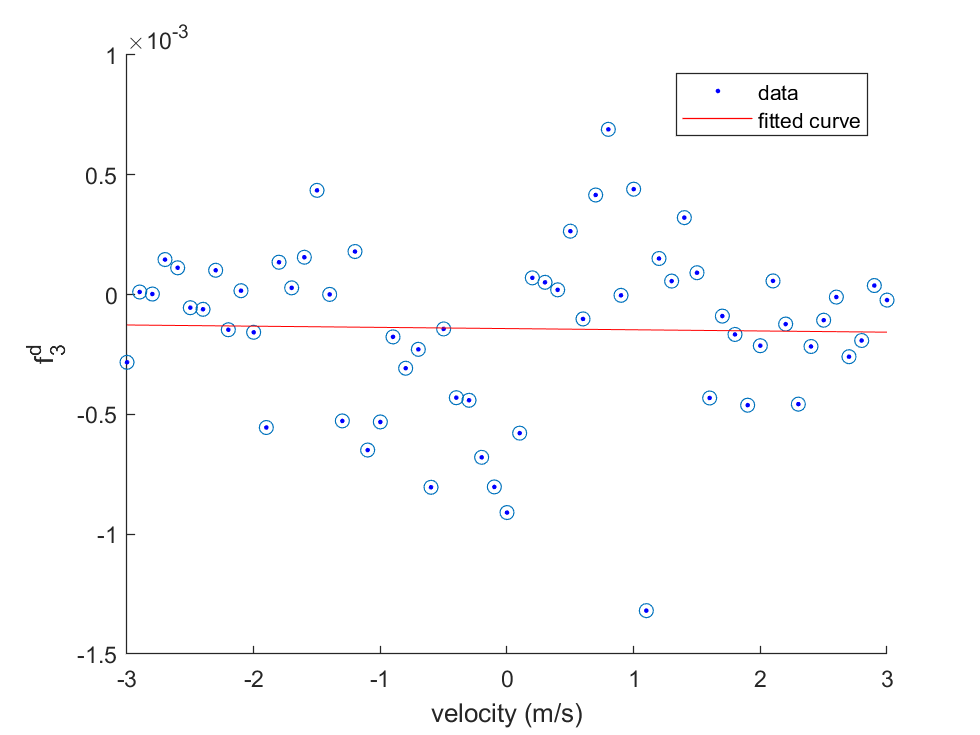 ×10⁻³
1
0.5
0
-0.5
-1
-1.5
f₃ᵈ
data
fitted curve
-3 -2 -1 0 1 2 3
velocity (m/s)